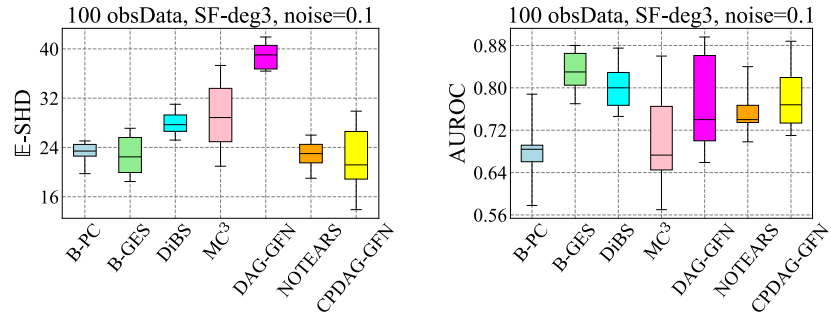 100 obsData, SF-deg3, noise=0.1
𝔼-SHD
40
32
24
16
B-PC
B-GES
DiBS
MC³
DAG-GFN
NOTEARS
CPDAG-GFN
100 obsData, SF-deg3, noise=0.1
AUROC
0.88
0.80
0.72
0.64
0.56
B-PC
B-GES
DiBS
MC³
DAG-GFN
NOTEARS
CPDAG-GFN